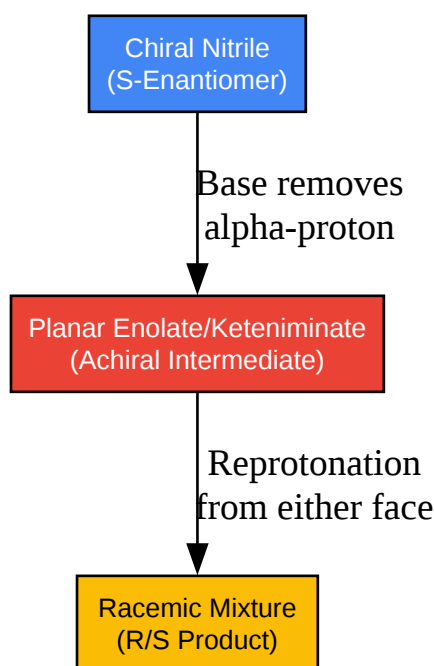 Chiral Nitrile
(S-Enantiomer)
Base removes
alpha-proton
Planar Enolate/Keteniminate
(Achiral Intermediate)
Reprotonation
from either face
Racemic Mixture
(R/S Product)